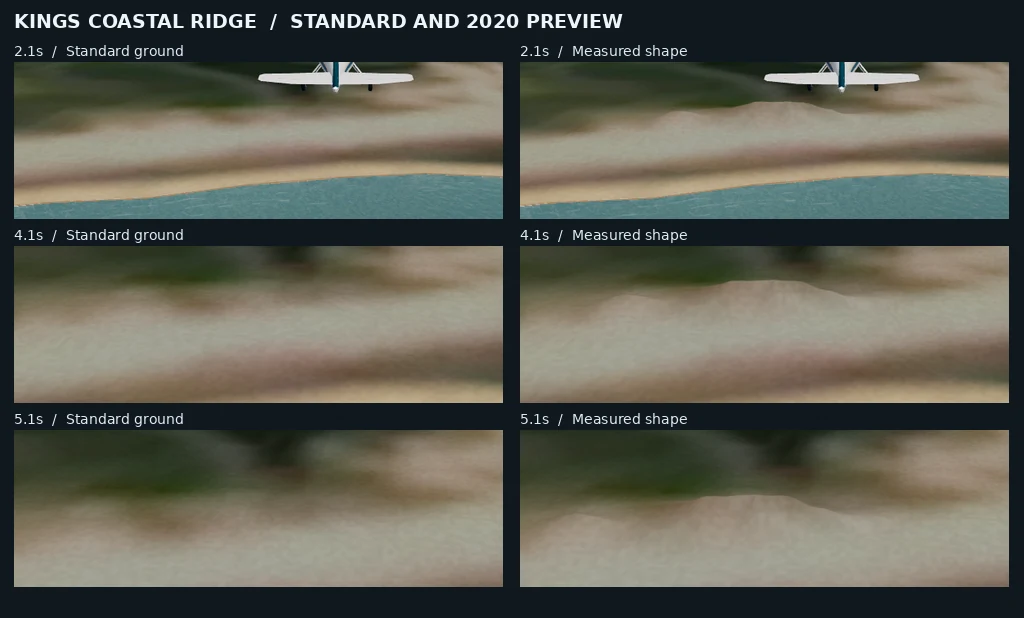 KINGS COASTAL RIDGE / STANDARD AND 2020 PREVIEW
2.1s / Standard ground
2.1s / Measured shape
4.1s / Standard ground
4.1s / Measured shape
5.1s / Standard ground
5.1s / Measured shape